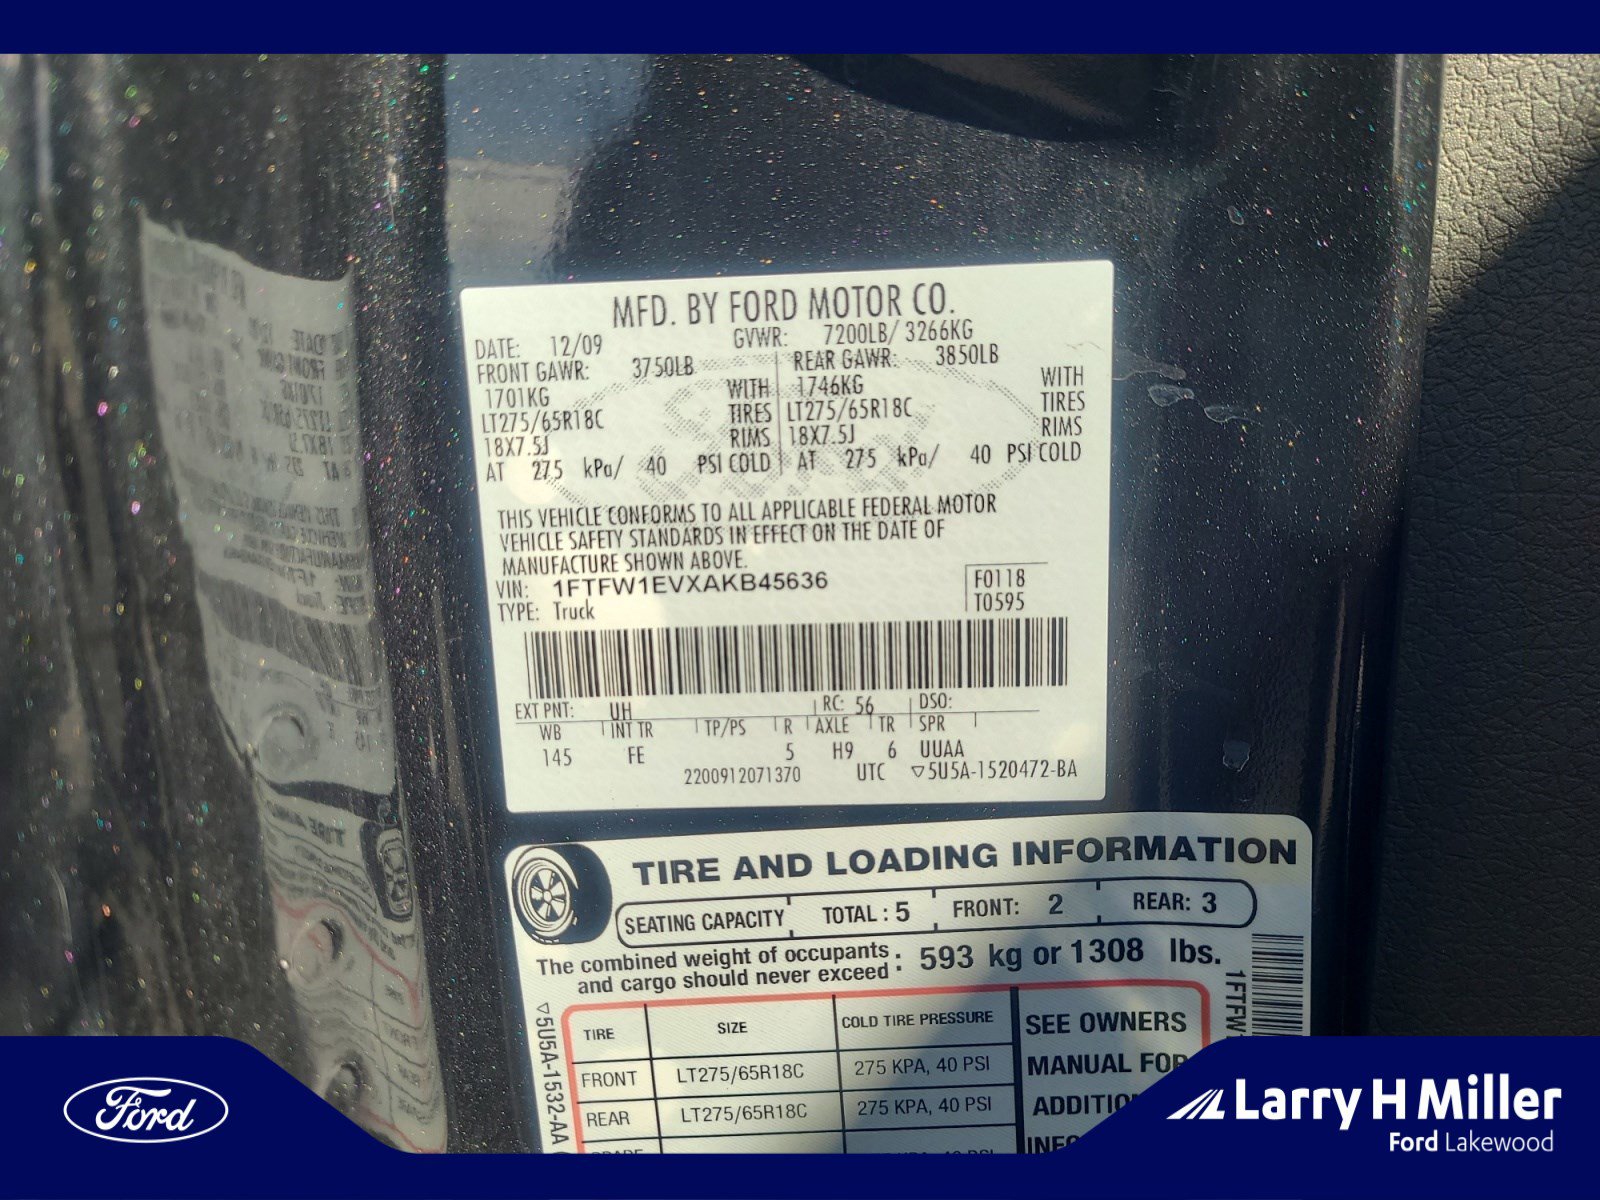 MFD. BY FORD MOTOR CO.
DATE: 12/09 GVWR: 7200LB/ 3266KG
FRONT GAWR: 3750LB REAR GAWR: 3850LB
1701KG WITH 1746KG WITH
LT275/65R18C TIRES LT275/65R18C TIRES
18X7.5J RIMS 18X7.5J RIMS
AT 275 kPa/ 40 PSI COLD AT 275 kPa/ 40 PSI COLD
THIS VEHICLE CONFORMS TO ALL APPLICABLE FEDERAL MOTOR
VEHICLE SAFETY STANDARDS IN EFFECT ON THE DATE OF
MANUFACTURE SHOWN ABOVE.
VIN: 1FTFW1EVXAKB45636 F0118
TYPE: Truck T0595
EXT PNT: UH RC: 56 DSO:
WB INT TR TP/PS R AXLE TR SPR
145 FE 5 H9 6 UUAA
2200912071370 UTC ▽5U5A-1520472-BA
TIRE AND LOADING INFORMATION
SEATING CAPACITY TOTAL : 5 FRONT: 2 REAR: 3
The combined weight of occupants
and cargo should never exceed : 593 kg or 1308 lbs.
TIRE SIZE COLD TIRE PRESSURE SEE OWNERS
FRONT LT275/65R18C 275 KPA, 40 PSI MANUAL FOR
REAR LT275/65R18C 275 KPA, 40 PSI
▽5U5A-1532-AA
1FTFW
Ford
Larry H Miller
Ford Lakewood